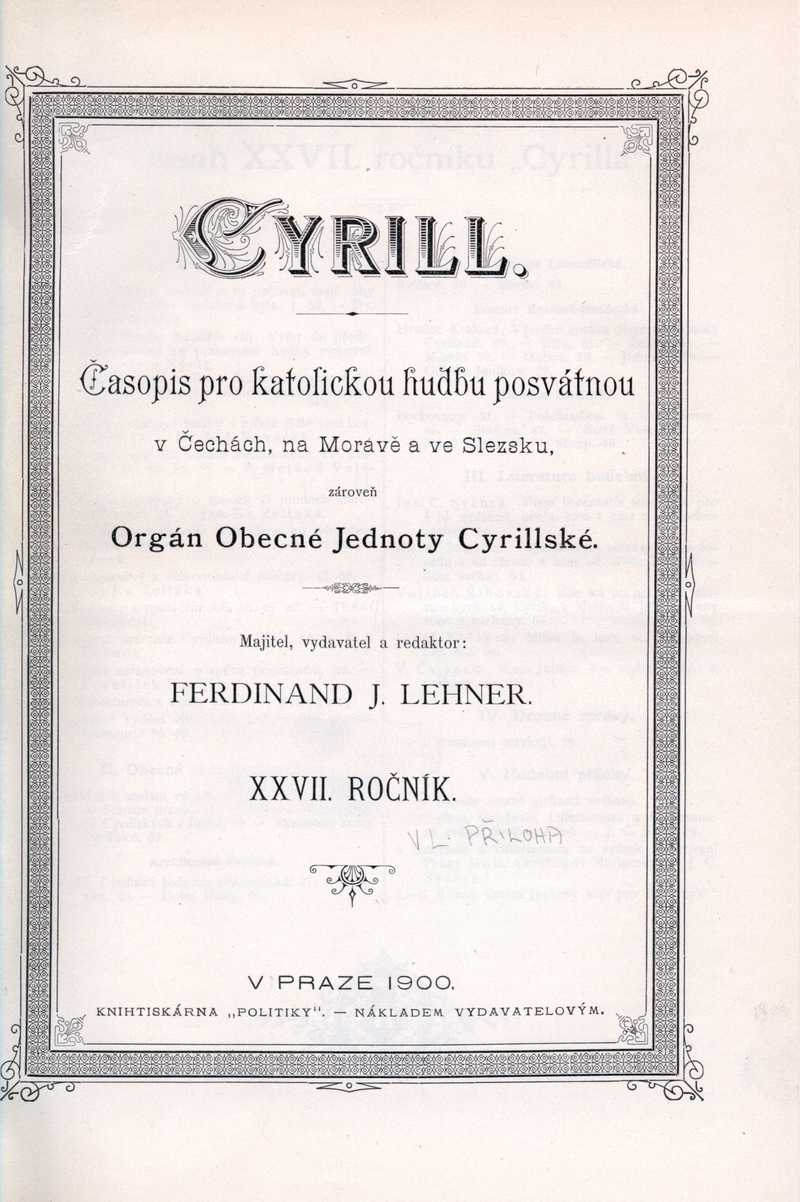 CYRILL.
Časopis pro katolickou hudbu posvátnou
v Čechách, na Moravě a ve Slezsku,
zároveň
Orgán Obecné Jednoty Cyrillské.
Majitel, vydavatel a redaktor:
FERDINAND J. LEHNER.
XXVII. ROČNÍK.
PŘÍLOHA
V PRAZE 1900.
KNIHTISKÁRNA „POLITIKY“. — NÁKLADEM VYDAVATELOVÝM.